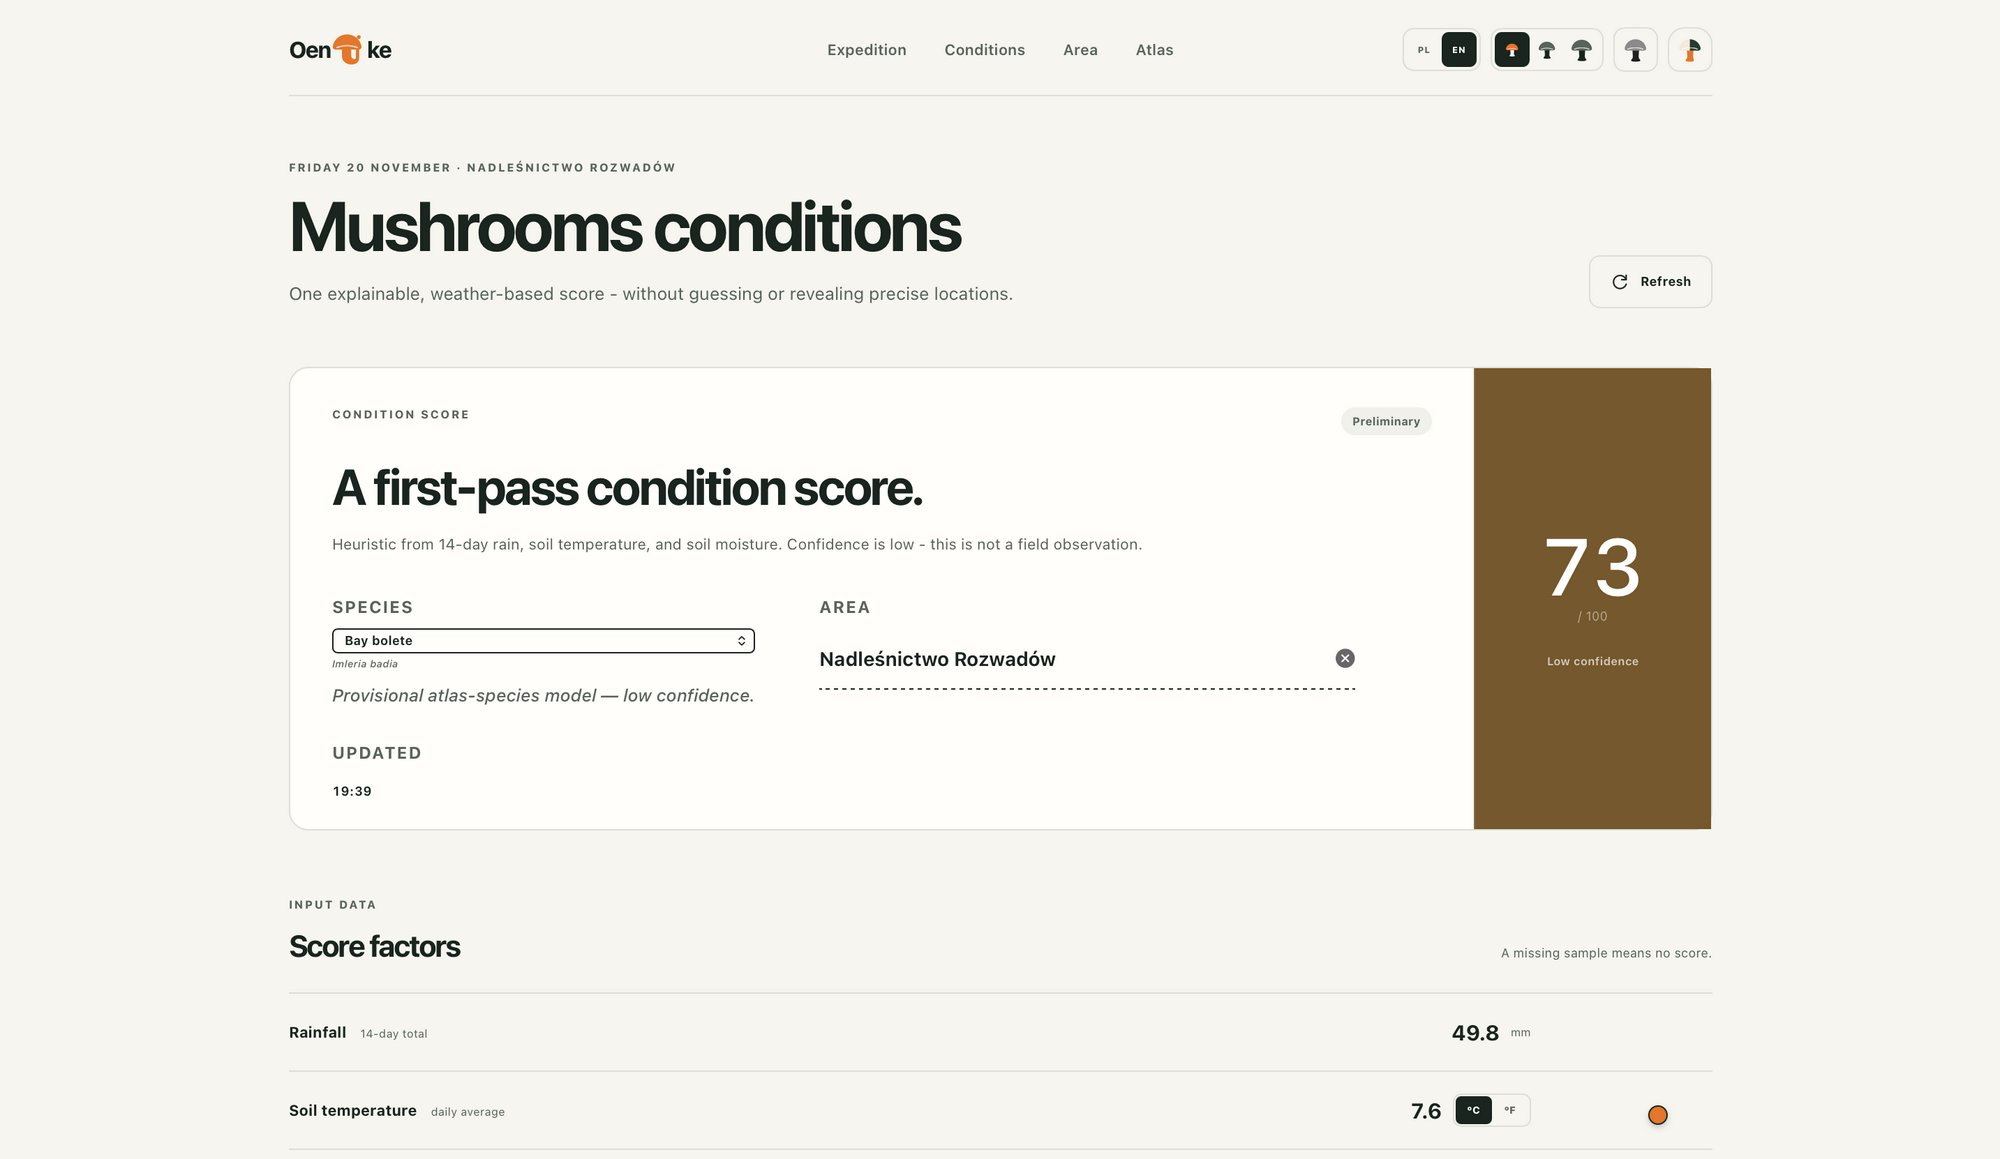 Oen ke
Expedition
Conditions
Area
Atlas
PL
EN
FRIDAY 20 NOVEMBER · NADLEŚNICTWO ROZWADÓW
Mushrooms conditions
One explainable, weather-based score - without guessing or revealing precise locations.
Refresh
CONDITION SCORE
Preliminary
A first-pass condition score.
Heuristic from 14-day rain, soil temperature, and soil moisture. Confidence is low - this is not a field observation.
SPECIES
Bay bolete
Imleria badia
Provisional atlas-species model — low confidence.
AREA
Nadleśnictwo Rozwadów
UPDATED
19:39
73
/ 100
Low confidence
INPUT DATA
Score factors
A missing sample means no score.
Rainfall 14-day total 49.8 mm
Soil temperature daily average 7.6 °C °F